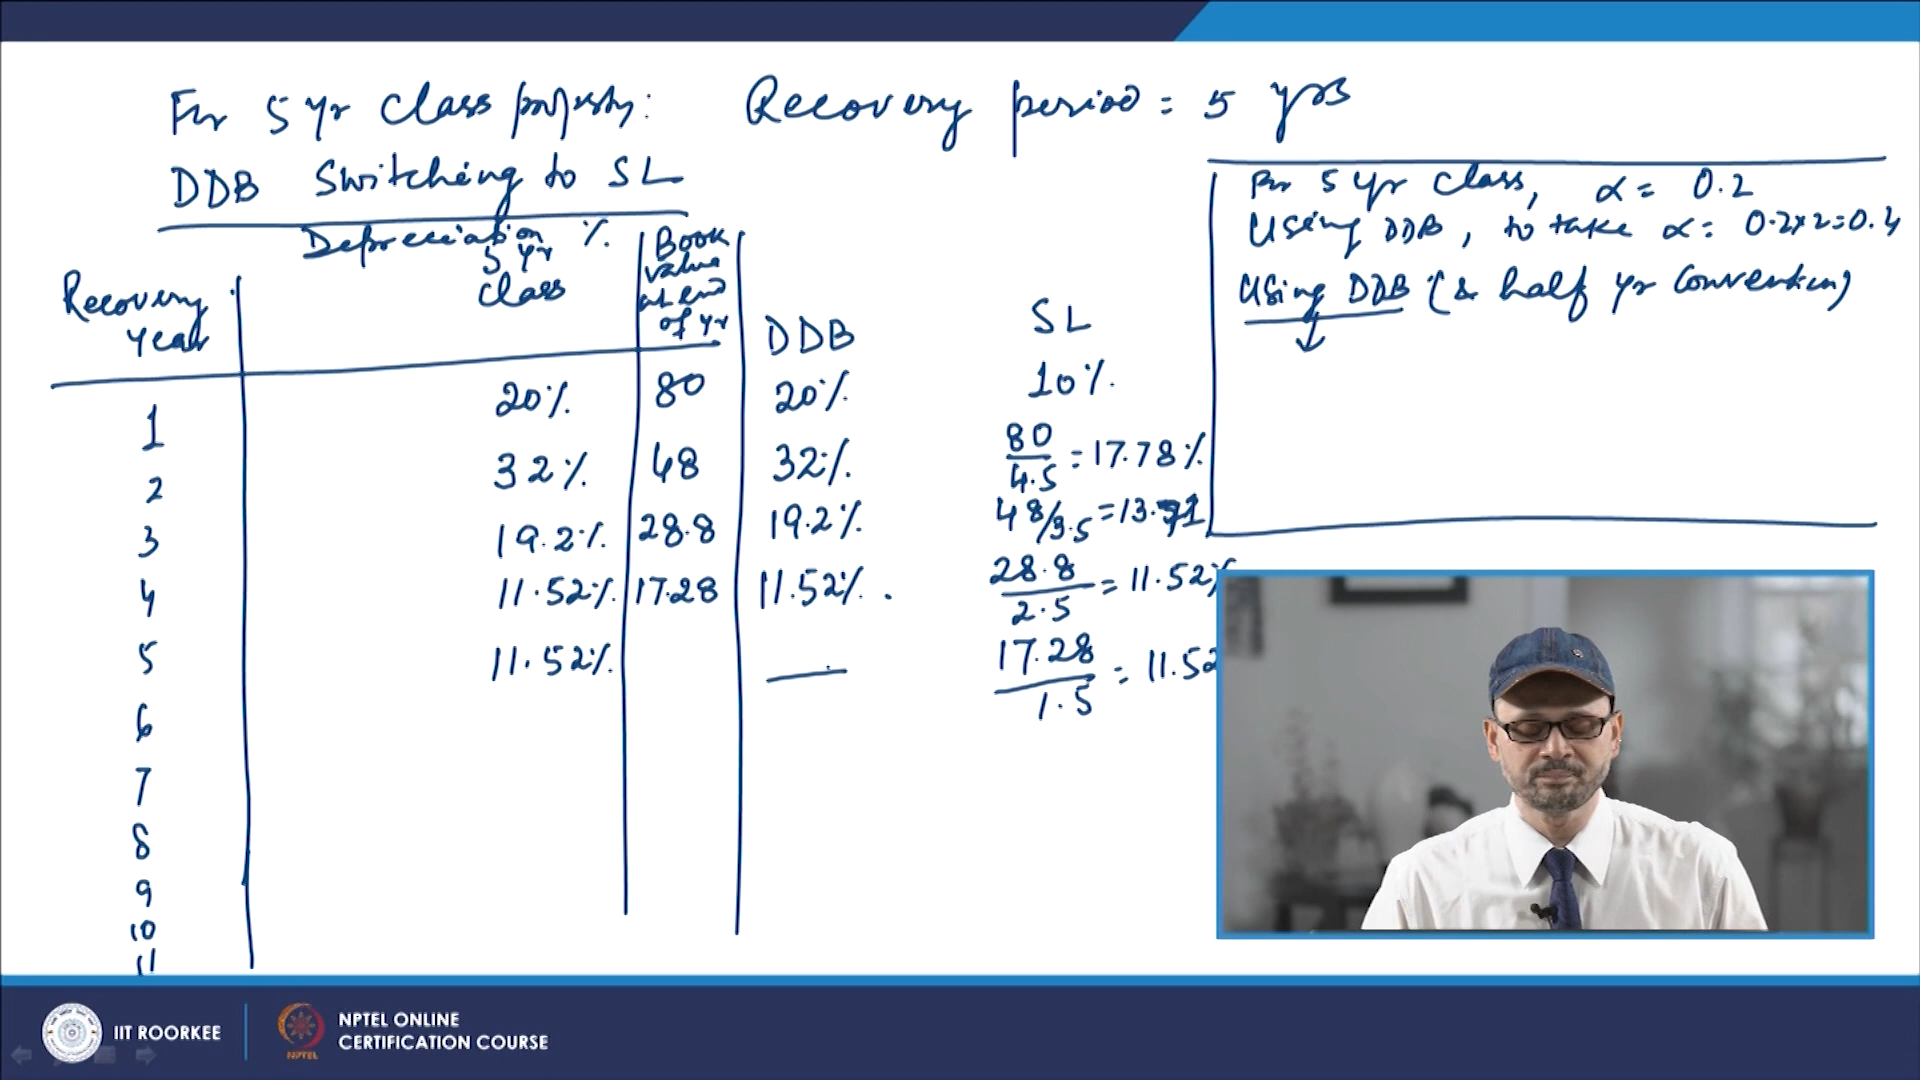 For 5 Yr Class property: Recovery period = 5 yrs
DDB Switching to SL
For 5 Yr Class, α = 0.2
Using DDB, to take α = 0.2x2=0.4
Using DDB (& half Yr Convention)
↓
Recovery Year
Depreciation %
5 Yr
Class
Book
value
at end
of Yr
DDB
SL
1 20% 80 20% 10%.
2 32% 48 32% 80/4.5 = 17.78%
3 19.2% 28.8 19.2% 48/3.5 = 13.71
4 11.52% 17.28 11.52% 28.8/2.5 = 11.52%
5 11.52% — 17.28/1.5 = 11.52
6
7
8
9
10
11
IIT ROORKEE
NPTEL
NPTEL ONLINE
CERTIFICATION COURSE